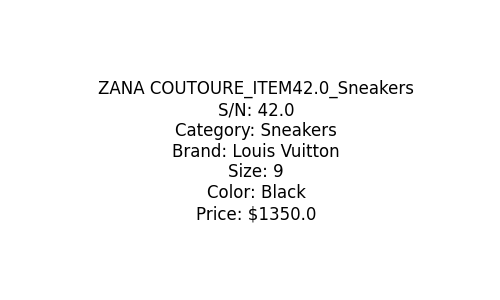 ZANA COUTOURE_ITEM42.0_Sneakers
S/N: 42.0
Category: Sneakers
Brand: Louis Vuitton
Size: 9
Color: Black
Price: $1350.0